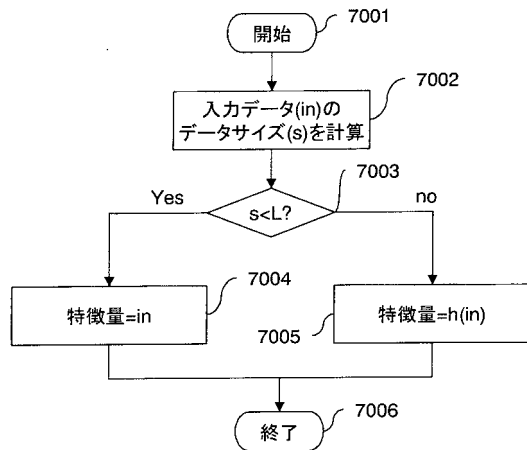 開始
7001
入力データ(in)の
データサイズ(s)を計算
7002
s<L?
7003
Yes
no
特徴量=in
7004
特徴量=h(in)
7005
終了
7006